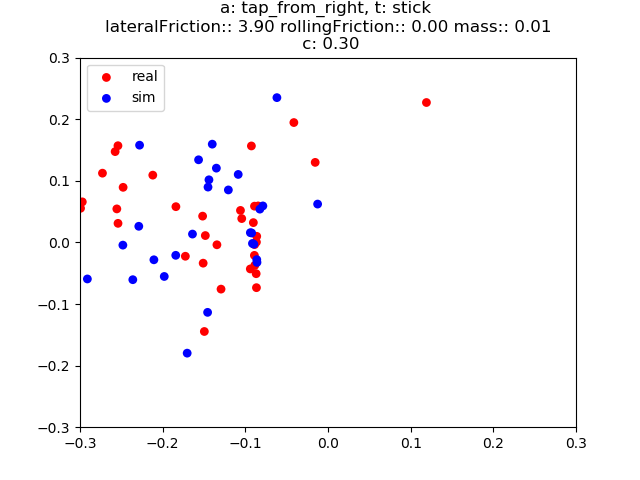 a: tap_from_right, t: stick
lateralFriction:: 3.90 rollingFriction:: 0.00 mass:: 0.01
c: 0.30
real
sim
0.3
0.2
0.1
0.0
−0.1
−0.2
−0.3
−0.3 −0.2 −0.1 0.0 0.1 0.2 0.3